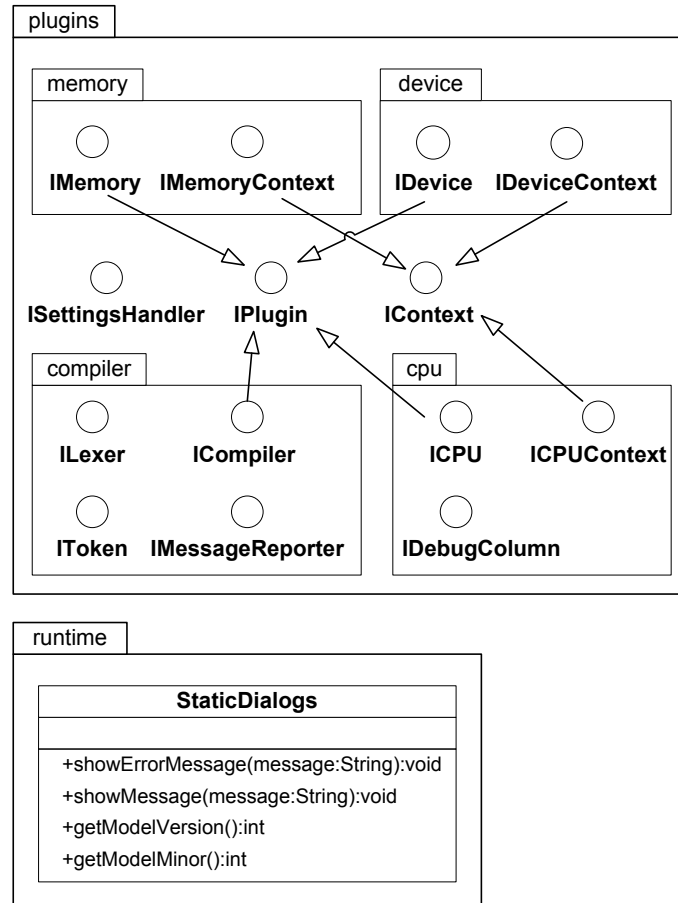 plugins
memory
device
IMemory IMemoryContext
IDevice IDeviceContext
ISettingsHandler IPlugin IContext
compiler
cpu
ILexer ICompiler
ICPU ICPUContext
IToken IMessageReporter
IDebugColumn
runtime
StaticDialogs
+showErrorMessage(message:String):void
+showMessage(message:String):void
+getModelVersion():int
+getModelMinor():int